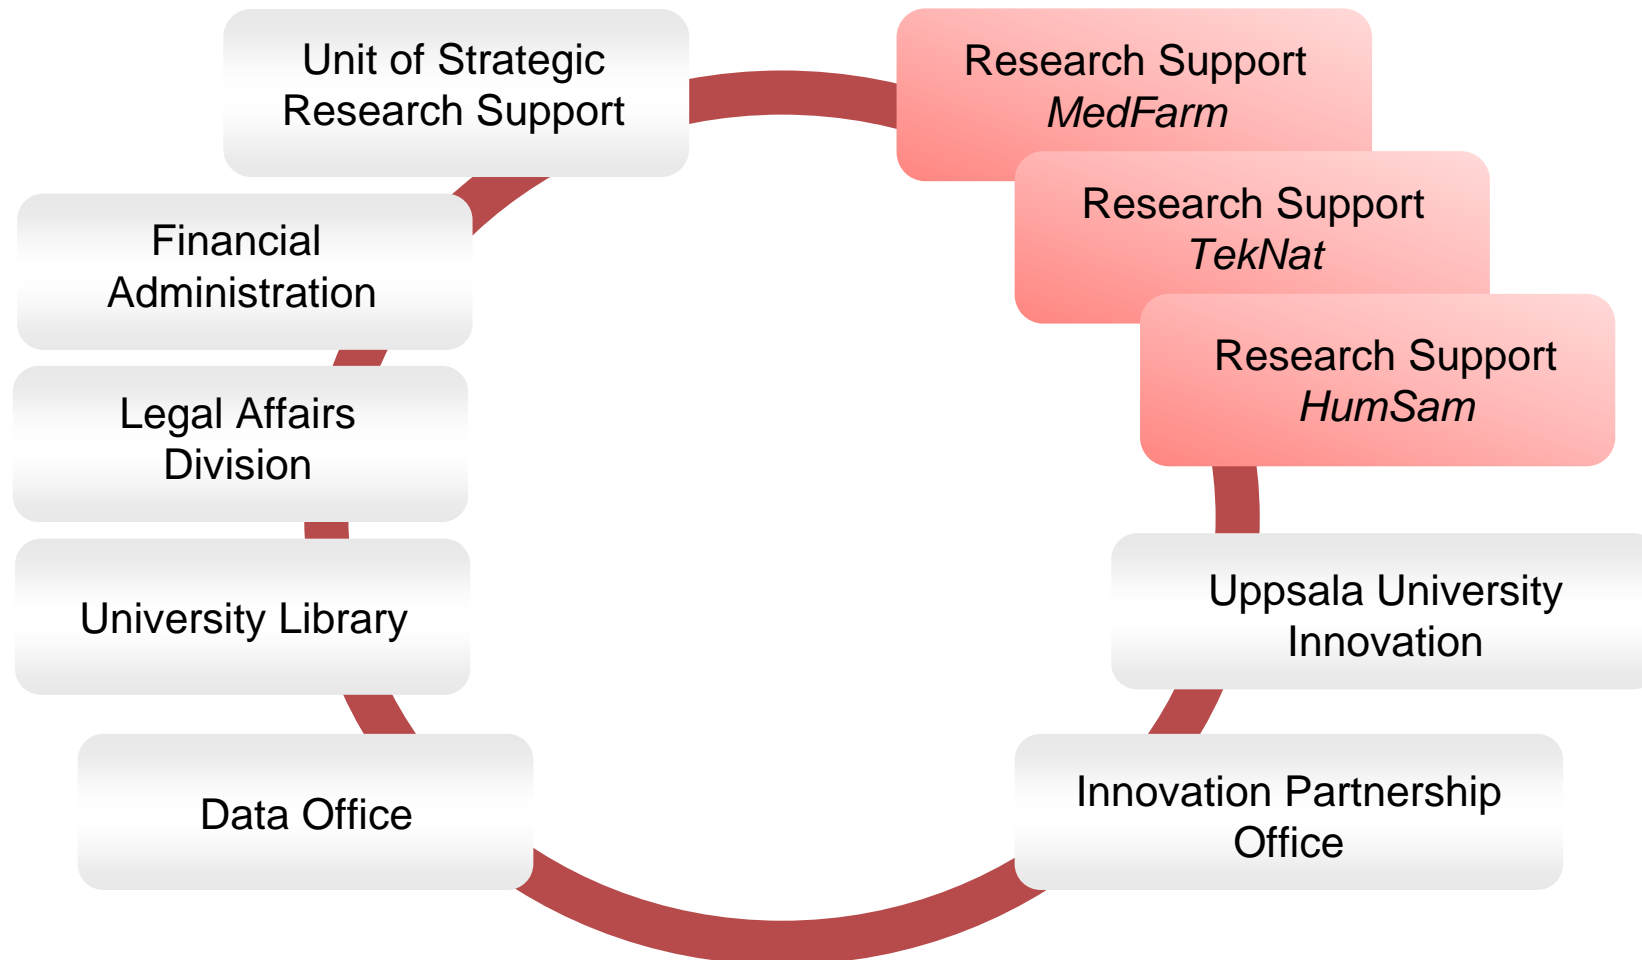 Unit of Strategic
Research Support
Research Support
MedFarm
Research Support
TekNat
Research Support
HumSam
Financial
Administration
Legal Affairs
Division
University Library
Data Office
Uppsala University
Innovation
Innovation Partnership
Office